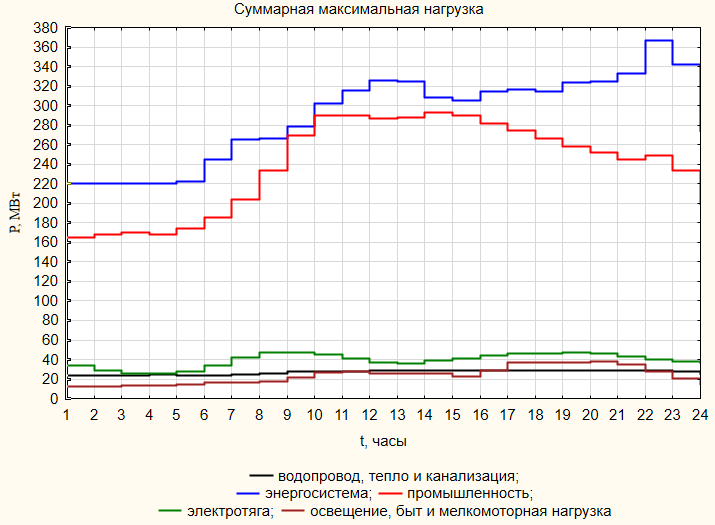 Суммарная максимальная нагрузка
380
360
340
320
300
280
260
240
220
200
180
160
140
120
100
80
60
40
20
0
P, МВт
1 2 3 4 5 6 7 8 9 10 11 12 13 14 15 16 17 18 19 20 21 22 23 24
t, часы
водопровод, тепло и канализация;
энергосистема; промышленность;
электротяга; освещение, быт и мелкомоторная нагрузка